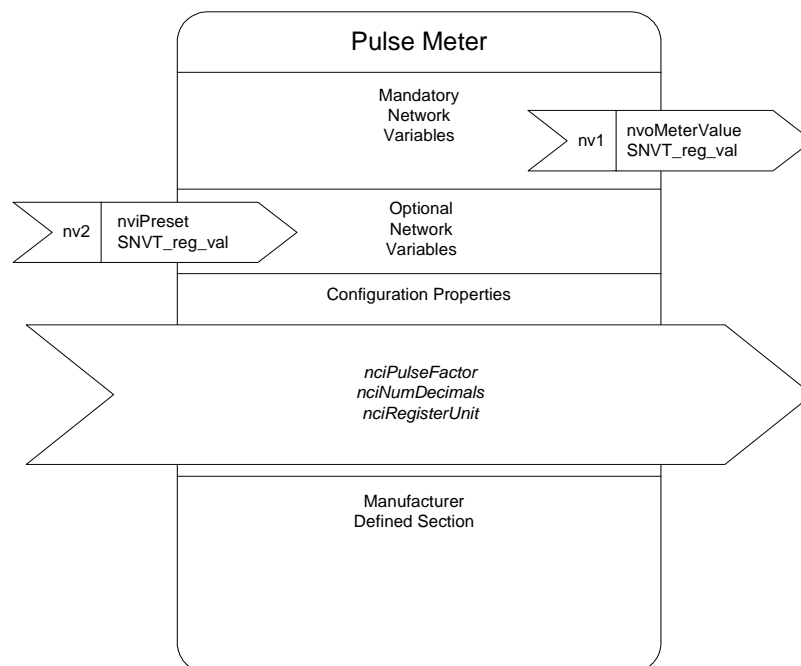 Pulse Meter
Mandatory
Network
Variables
nv1
nvoMeterValue
SNVT_reg_val
nv2
nviPreset
SNVT_reg_val
Optional
Network
Variables
Configuration Properties
nciPulseFactor
nciNumDecimals
nciRegisterUnit
Manufacturer
Defined Section